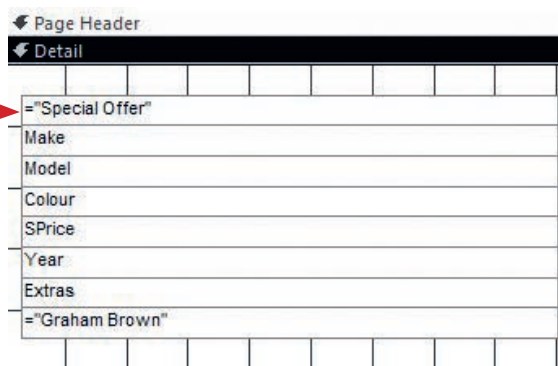 Page Header
Detail
="Special Offer"
Make
Model
Colour
SPrice
Year
Extras
="Graham Brown"